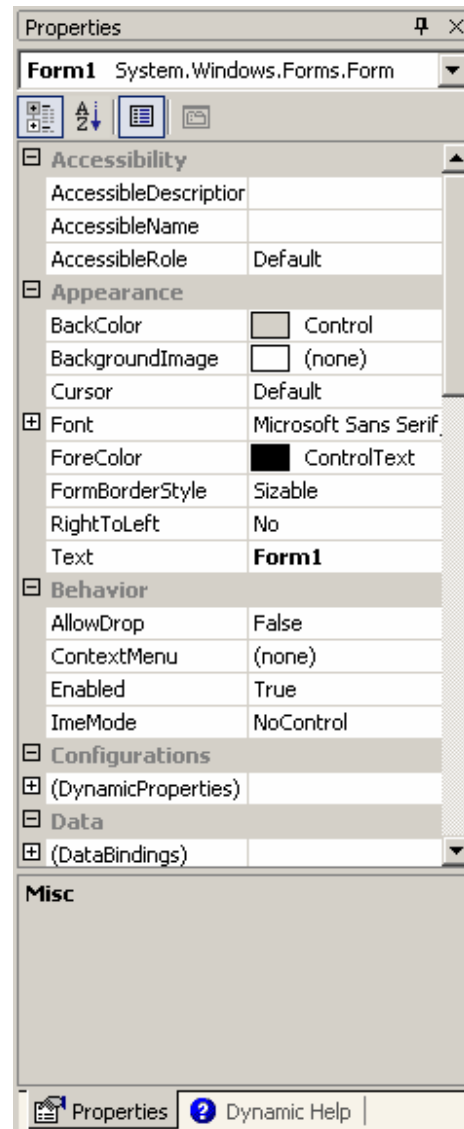 Properties
Form1 System.Windows.Forms.Form
A Z
Accessibility
AccessibleDescriptior
AccessibleName
AccessibleRole Default
Appearance
BackColor Control
BackgroundImage (none)
Cursor Default
Font Microsoft Sans Serif,
ForeColor ControlText
FormBorderStyle Sizable
RightToLeft No
Text Form1
Behavior
AllowDrop False
ContextMenu (none)
Enabled True
ImeMode NoControl
Configurations
(DynamicProperties)
Data
(DataBindings)
Misc
Properties ? Dynamic Help